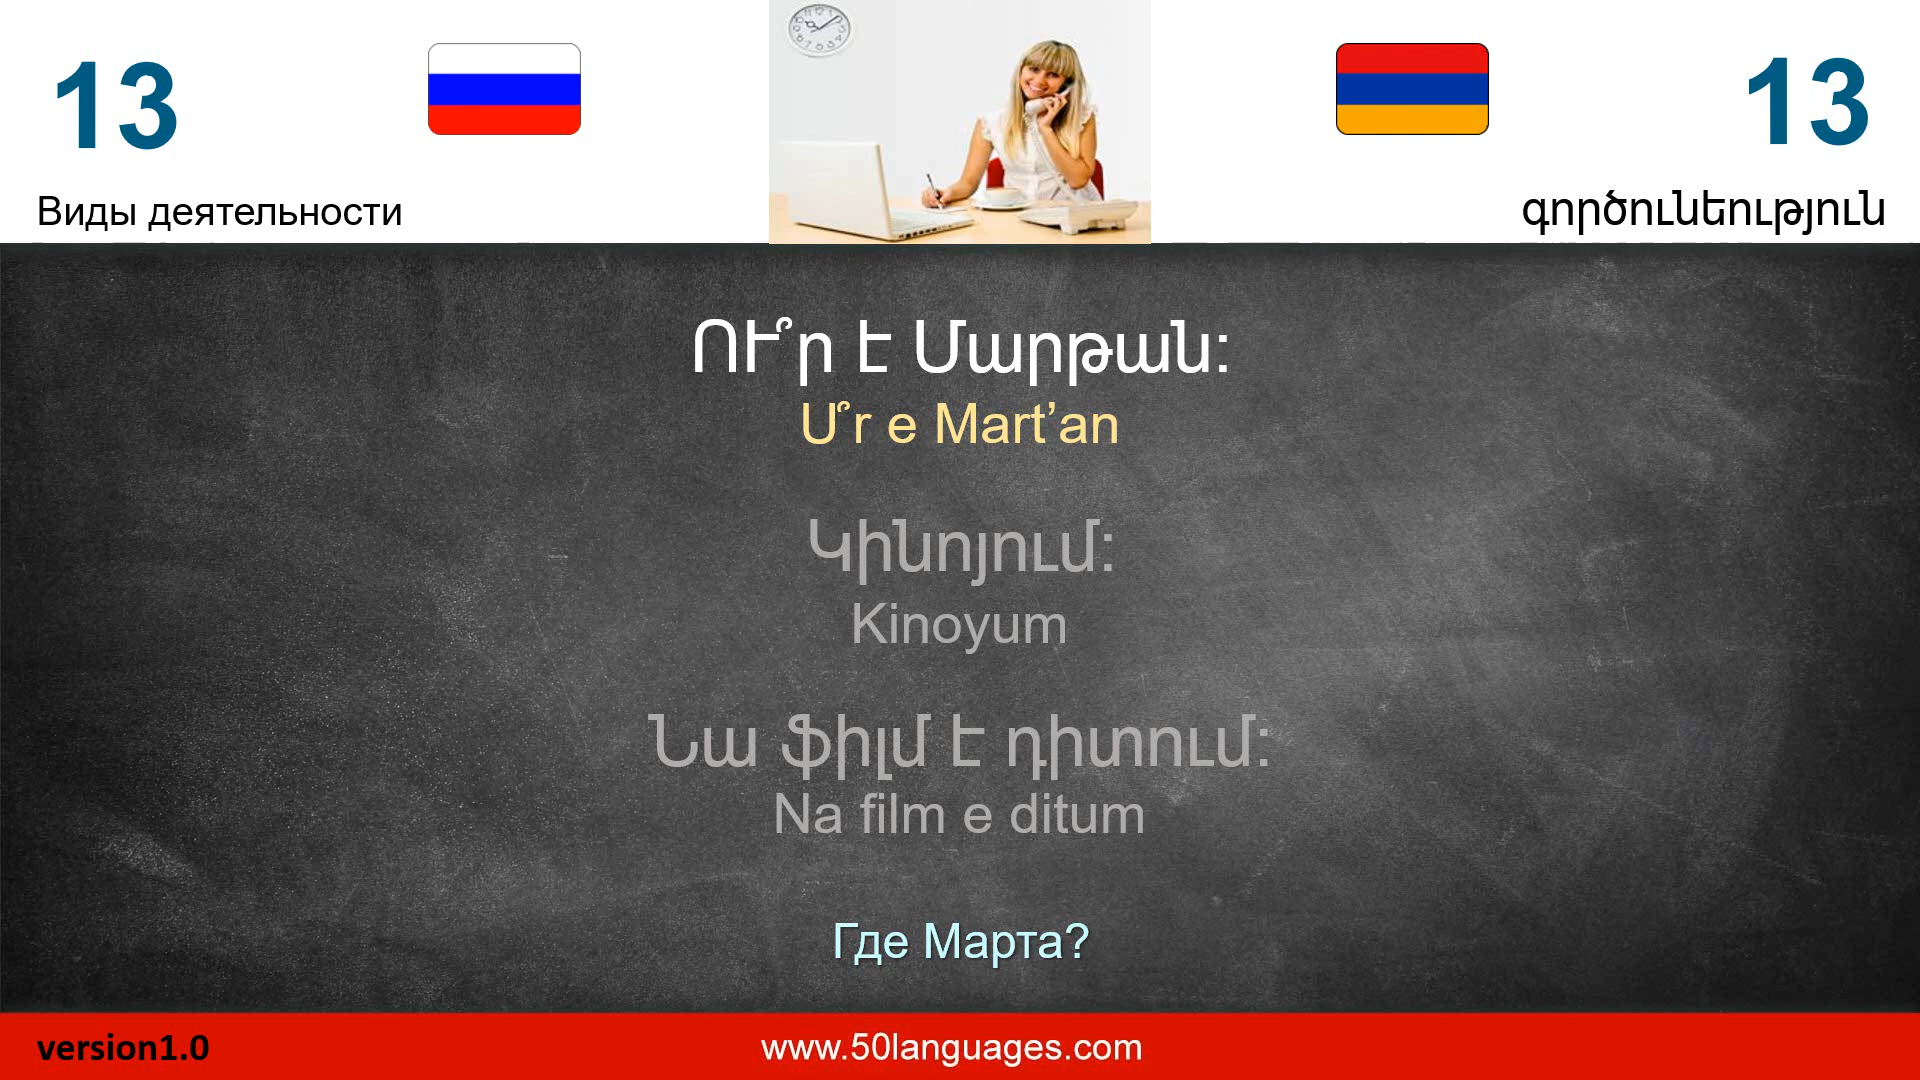 13
13
Виды деятельности
գործունեություն
ՈՒ՞ր է Մարթան:
U՞r e Mart’an
Կինոյում:
Kinoyum
Նա ֆիլմ է դիտում:
Na film e ditum
Где Марта?
version1.0
www.50languages.com